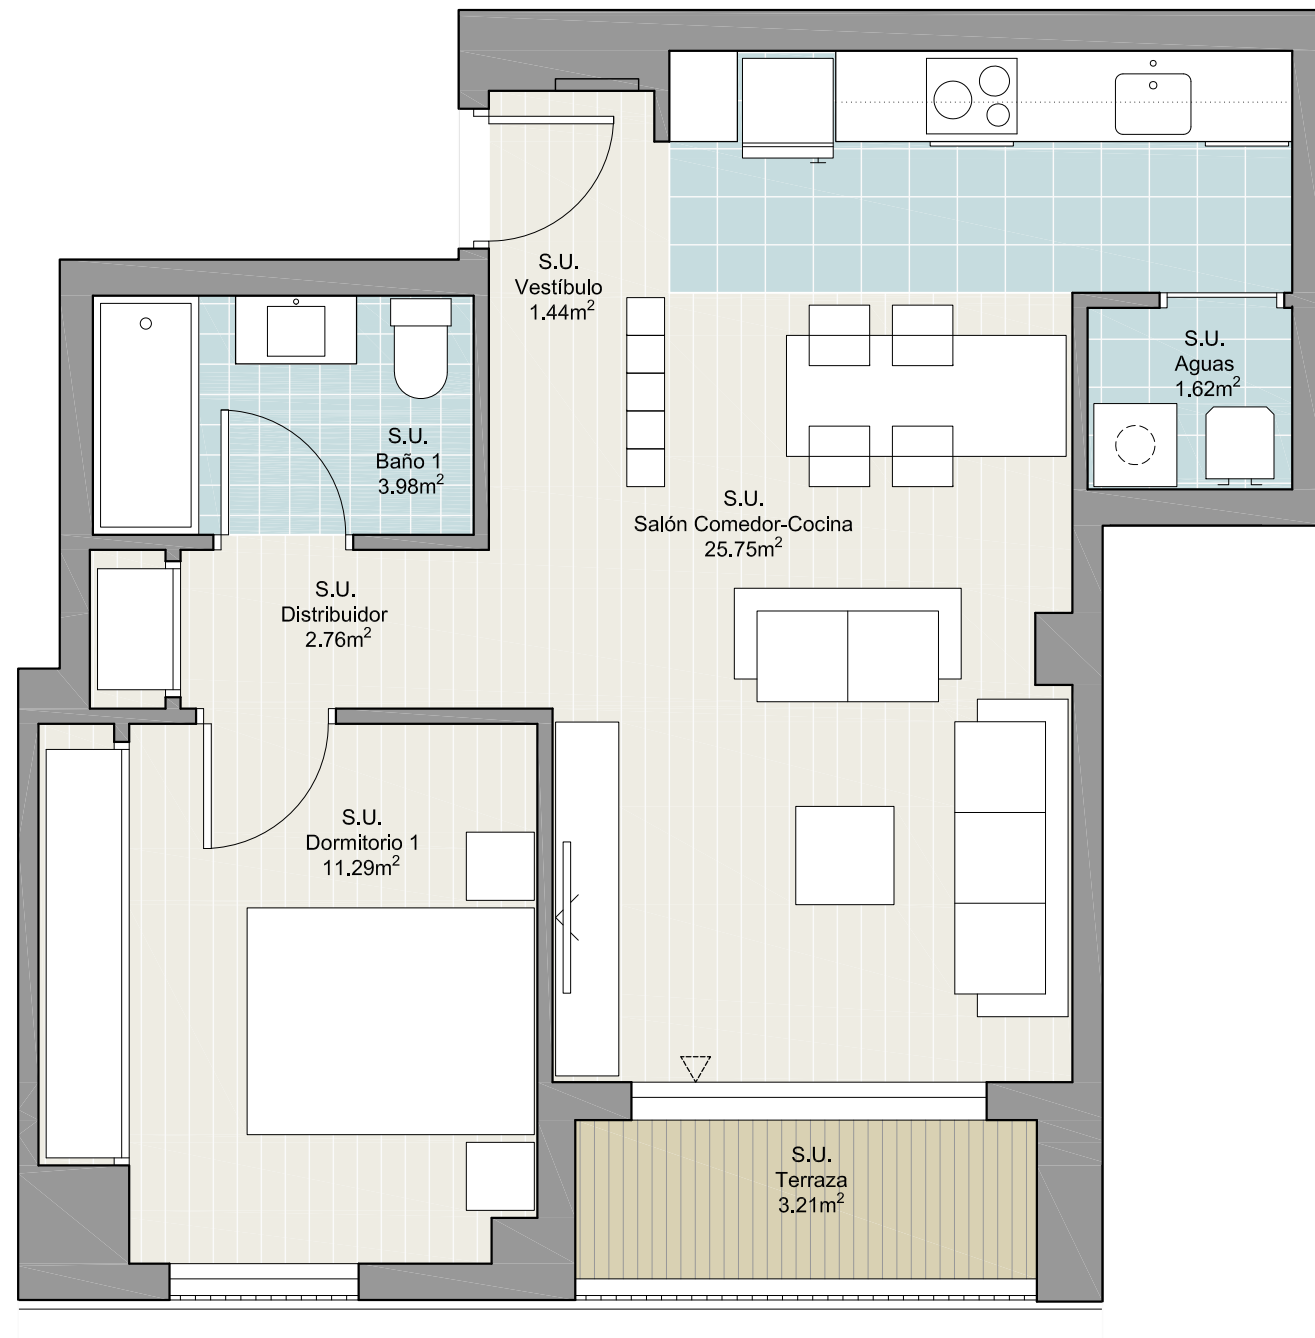 S.U.
Vestíbulo
1.44m²
S.U.
Aguas
1.62m²
S.U.
Baño 1
3.98m²
S.U.
Salón Comedor-Cocina
25.75m²
S.U.
Distribuidor
2.76m²
S.U.
Dormitorio 1
11.29m²
S.U.
Terraza
3.21m²